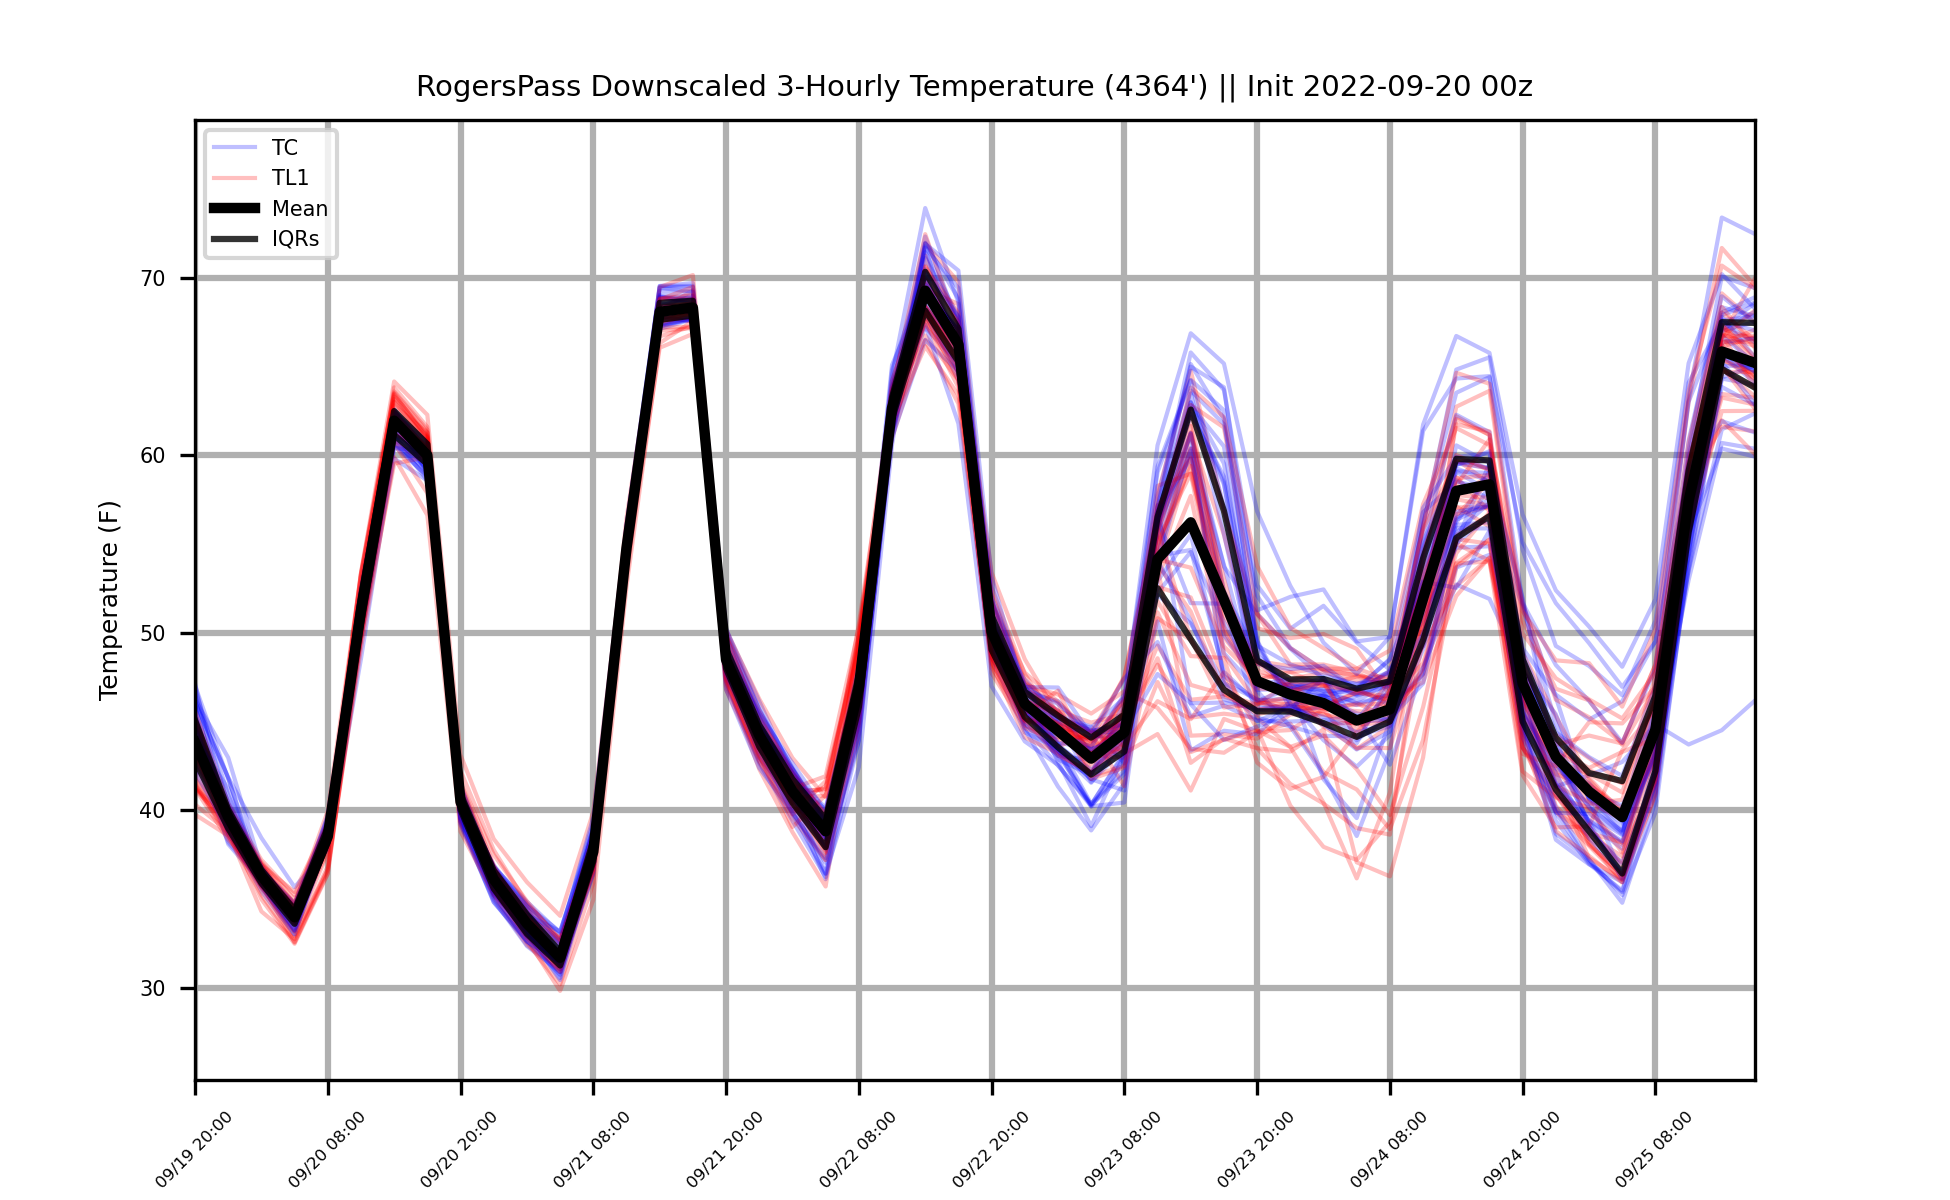 RogersPass Downscaled 3-Hourly Temperature (4364') || Init 2022-09-20 00z
TC
TL1
Mean
IQRs
Temperature (F)
70
60
50
40
30
09/19 20:00
09/20 08:00
09/20 20:00
09/21 08:00
09/21 20:00
09/22 08:00
09/22 20:00
09/23 08:00
09/23 20:00
09/24 08:00
09/24 20:00
09/25 08:00